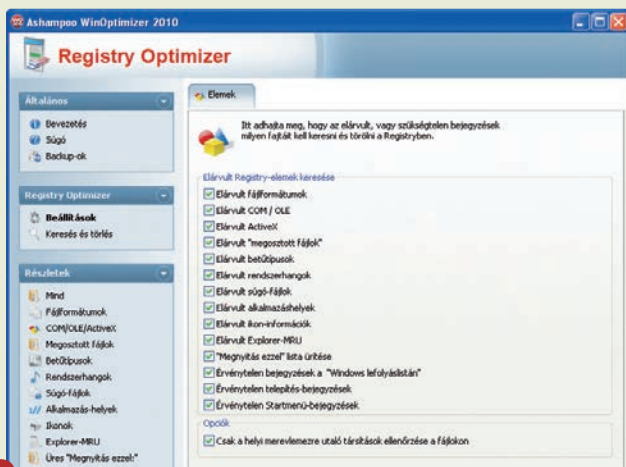 Ashampoo WinOptimizer 2010
Registry Optimizer
Általános
Bevezetés
Súgó
Backup-ok
Registry Optimizer
Beállítások
Keresés és törlés
Részletek
Mind
Fájlformátumok
COM/OLE/ActiveX
Megosztott fájlok
Betűtípusok
Rendszerhangok
Súgó-fájlok
Alkalmazás-helyek
Ikonok
Explorer-MRU
Üres "Megnyitás ezzel:"
Elemek
Itt adhatja meg, hogy az elárvult, vagy szükségtelen bejegyzések
milyen fajtáit kell keresni és törölni a Registryben.
Elárvult Registry-elemek keresése
Elárvult fájlformátumok
Elárvult COM / OLE
Elárvult ActiveX
Elárvult "megosztott fájlok"
Elárvult betűtípusok
Elárvult rendszerhangok
Elárvult súgó-fájlok
Elárvult alkalmazáshelyek
Elárvult ikon-információk
Elárvult Explorer-MRU
"Megnyitás ezzel" lista ürítése
Érvénytelen bejegyzések a "Windows lefolyáslistán"
Érvénytelen telepítés-bejegyzések
Érvénytelen Startmenü-bejegyzések
Opciók
Csak a helyi merevlemezre utaló társítások ellenőrzése a fájlokon